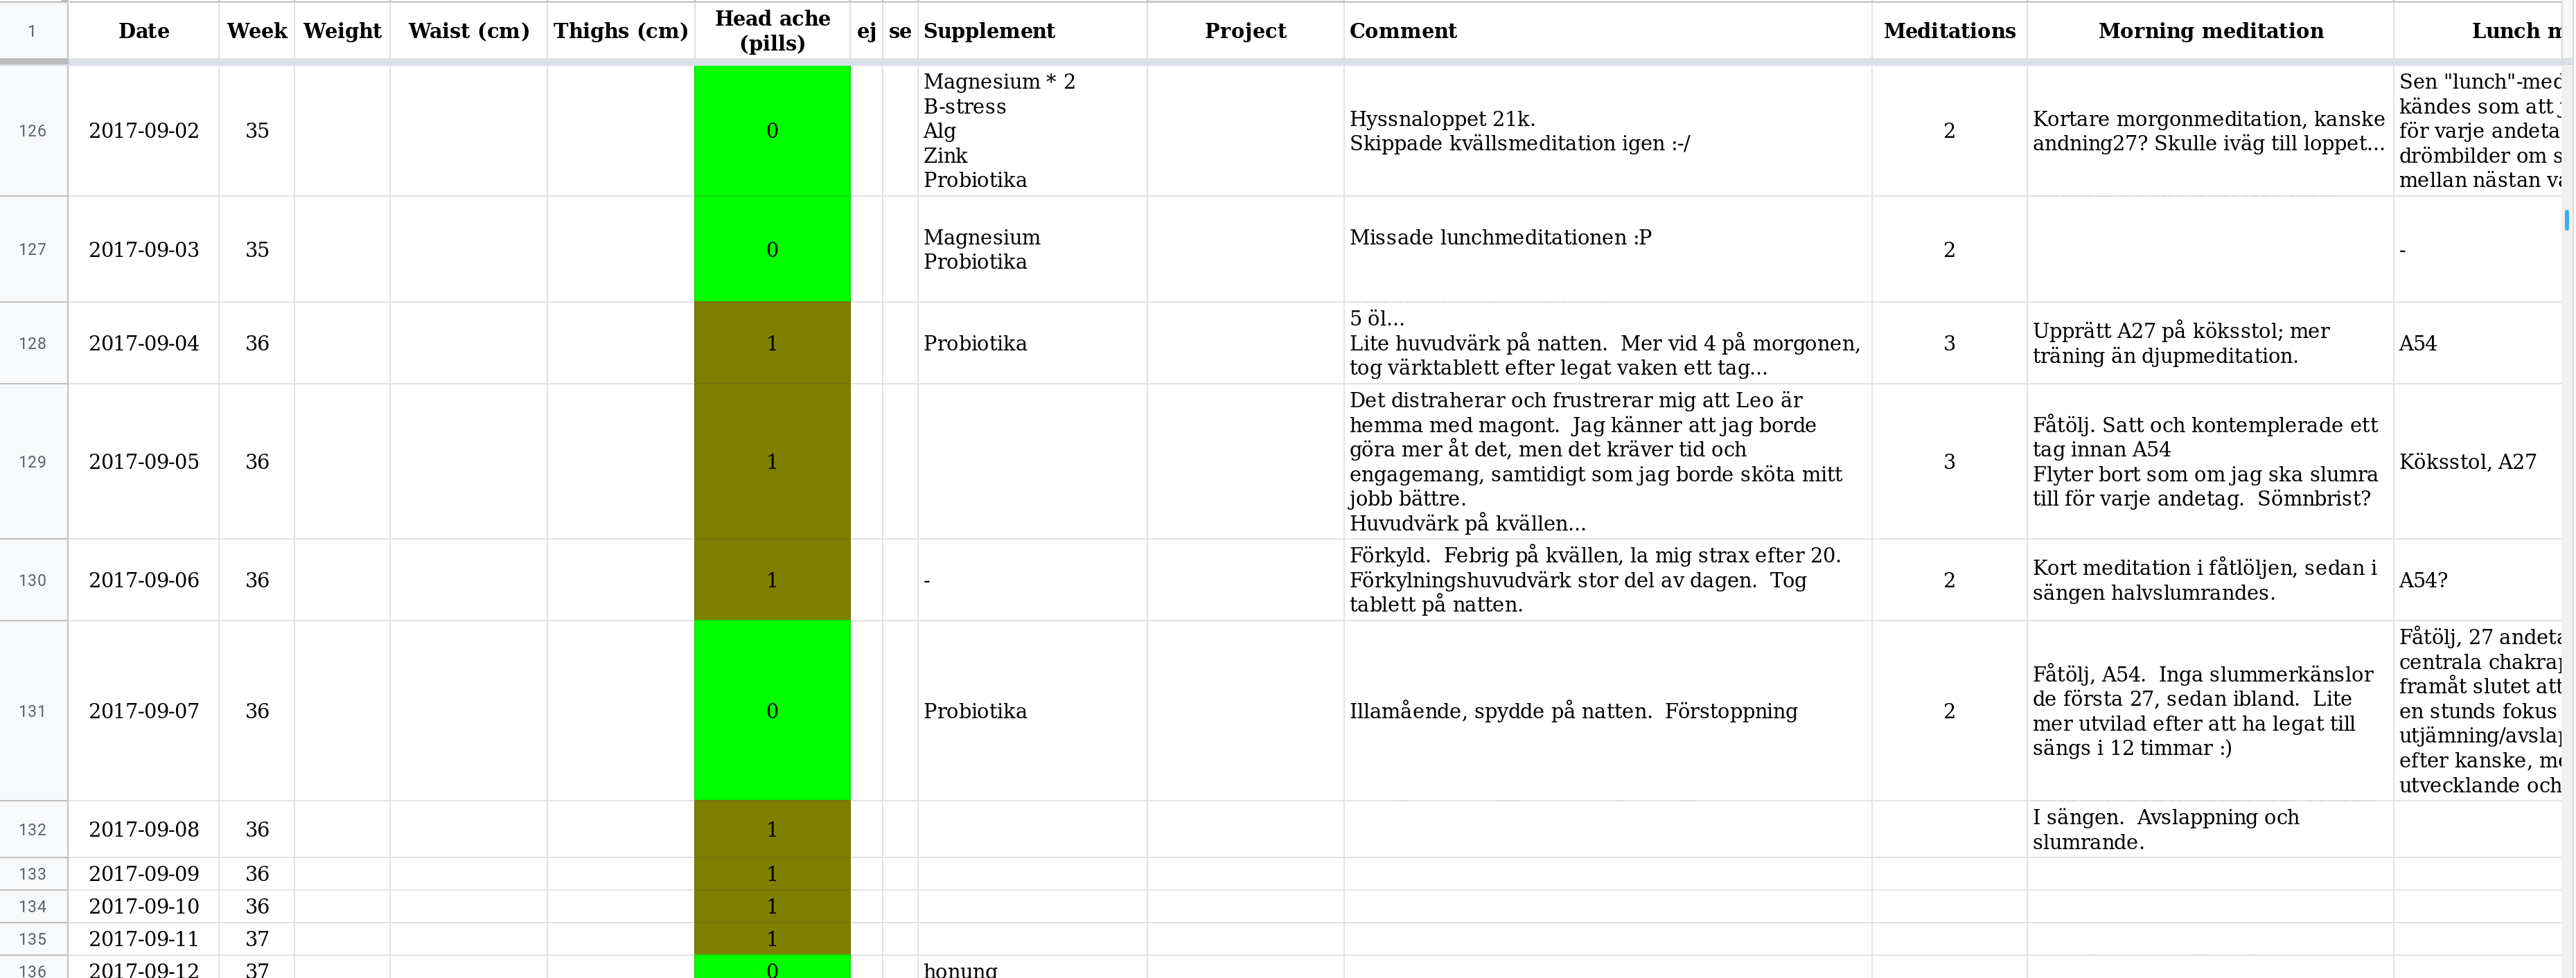 1 Date Week Weight Waist (cm) Thighs (cm) Head ache (pills) ej se Supplement Project Comment Meditations Morning meditation Lunch
126 2017-09-02 35 0
Magnesium * 2
B-stress
Alg
Zink
Probiotika
Hyssnaloppet 21k.
Skippade kvällsmeditation igen :-/
2
Kortare morgonmeditation, kanske
andning27? Skulle iväg till loppet...
Sen "lunch"-med
kändes som att
för varje andeta
drömbilder om
mellan nästan
127 2017-09-03 35 0
Magnesium
Probiotika
Missade lunchmeditationen :P
2
-
128 2017-09-04 36 1
Probiotika
5 öl...
Lite huvudvärk på natten.  Mer vid 4 på morgonen,
tog värktablett efter legat vaken ett tag...
3
Upprätt A27 på köksstol; mer
träning än djupmeditation.
A54
129 2017-09-05 36 1
Det distraherar och frustrerar mig att Leo är
hemma med magont.  Jag känner att jag borde
göra mer åt det, men det kräver tid och
engagemang, samtidigt som jag borde sköta mitt
jobb bättre.
Huvudvärk på kvällen...
3
Fåtölj. Satt och kontemplerade ett
tag innan A54
Flyter bort som om jag ska slumra
till för varje andetag.  Sömnbrist?
Köksstol, A27
130 2017-09-06 36 1
-
Förkyld.  Febrig på kvällen, la mig strax efter 20.
Förkylningshuvudvärk stor del av dagen.  Tog
tablett på natten.
2
Kort meditation i fåtlöljen, sedan i
sängen halvslumrandes.
A54?
131 2017-09-07 36 0
Probiotika
Illamående, spydde på natten.  Förstoppning
2
Fåtölj, A54.  Inga slummerkänslor
de första 27, sedan ibland.  Lite
mer utvilad efter att ha legat till
sängs i 12 timmar :)
Fåtölj, 27 andeta
centrala chakra
framåt slutet att
en stunds fokus
utjämning/avsla
efter kanske,
utvecklande och
132 2017-09-08 36 1
I sängen.  Avslappning och
slumrande.
133 2017-09-09 36 1
134 2017-09-10 36 1
135 2017-09-11 37 1
136 2017-09-12 37 0 honung